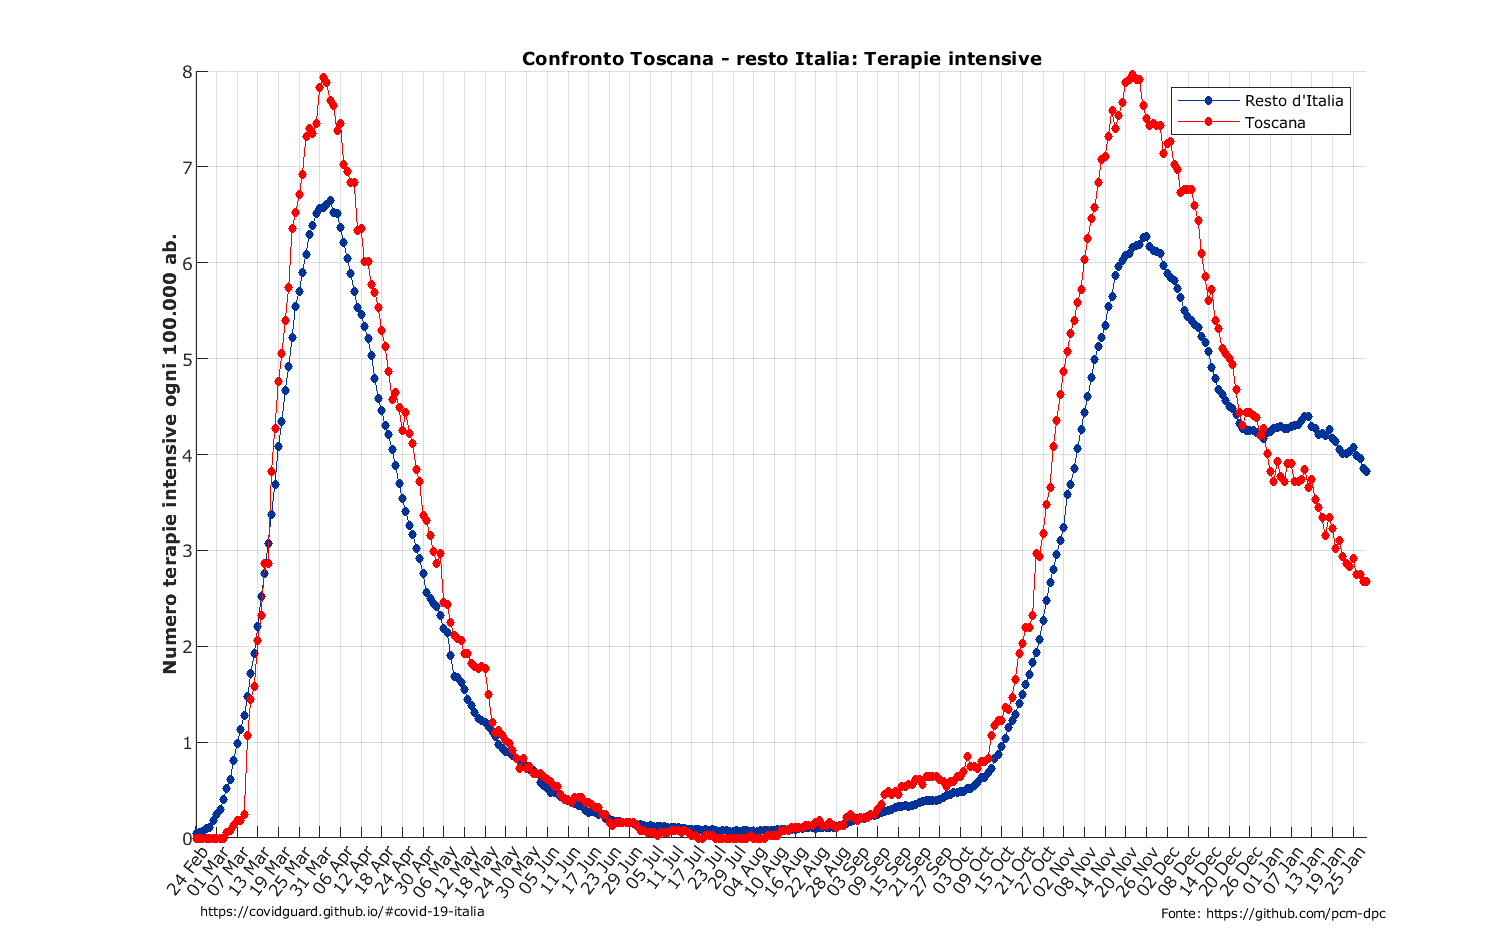 Confronto Toscana - resto Italia: Terapie intensive
Resto d'Italia
Toscana
Numero terapie intensive ogni 100.000 ab.
8
7
6
5
4
3
2
1
0
24 Feb
01 Mar
07 Mar
13 Mar
19 Mar
25 Mar
31 Mar
06 Apr
12 Apr
18 Apr
24 Apr
30 Apr
06 May
12 May
18 May
24 May
30 May
05 Jun
11 Jun
17 Jun
23 Jun
29 Jun
05 Jul
11 Jul
17 Jul
23 Jul
29 Jul
04 Aug
10 Aug
16 Aug
22 Aug
28 Aug
03 Sep
09 Sep
15 Sep
21 Sep
27 Sep
03 Oct
09 Oct
15 Oct
21 Oct
27 Oct
02 Nov
08 Nov
14 Nov
20 Nov
26 Nov
02 Dec
08 Dec
14 Dec
20 Dec
26 Dec
01 Jan
07 Jan
13 Jan
19 Jan
25 Jan
https://covidguard.github.io/#covid-19-italia
Fonte: https://github.com/pcm-dpc